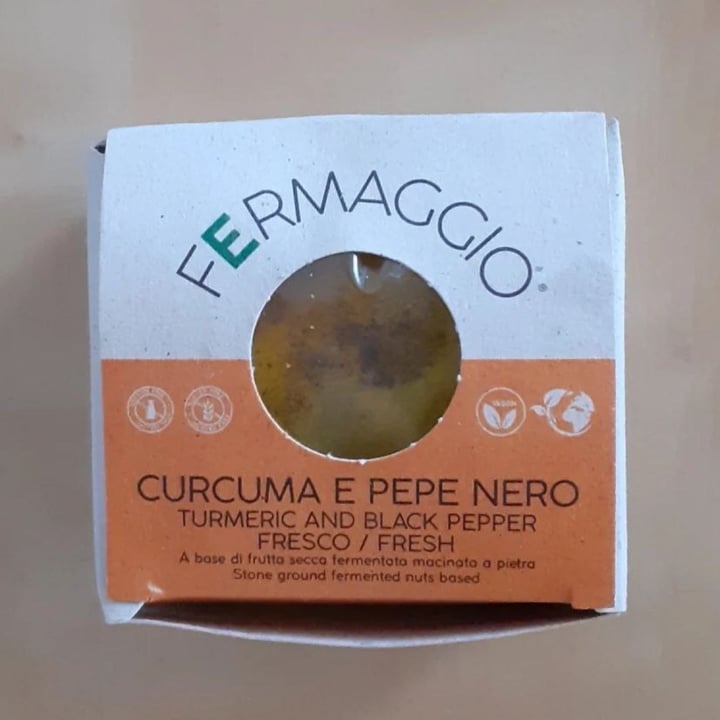 FERMAGGIO®
VEGAN
CURCUMA E PEPE NERO
TURMERIC AND BLACK PEPPER
FRESCO / FRESH
A base di frutta secca fermentata macinata a pietra
Stone ground fermented nuts based